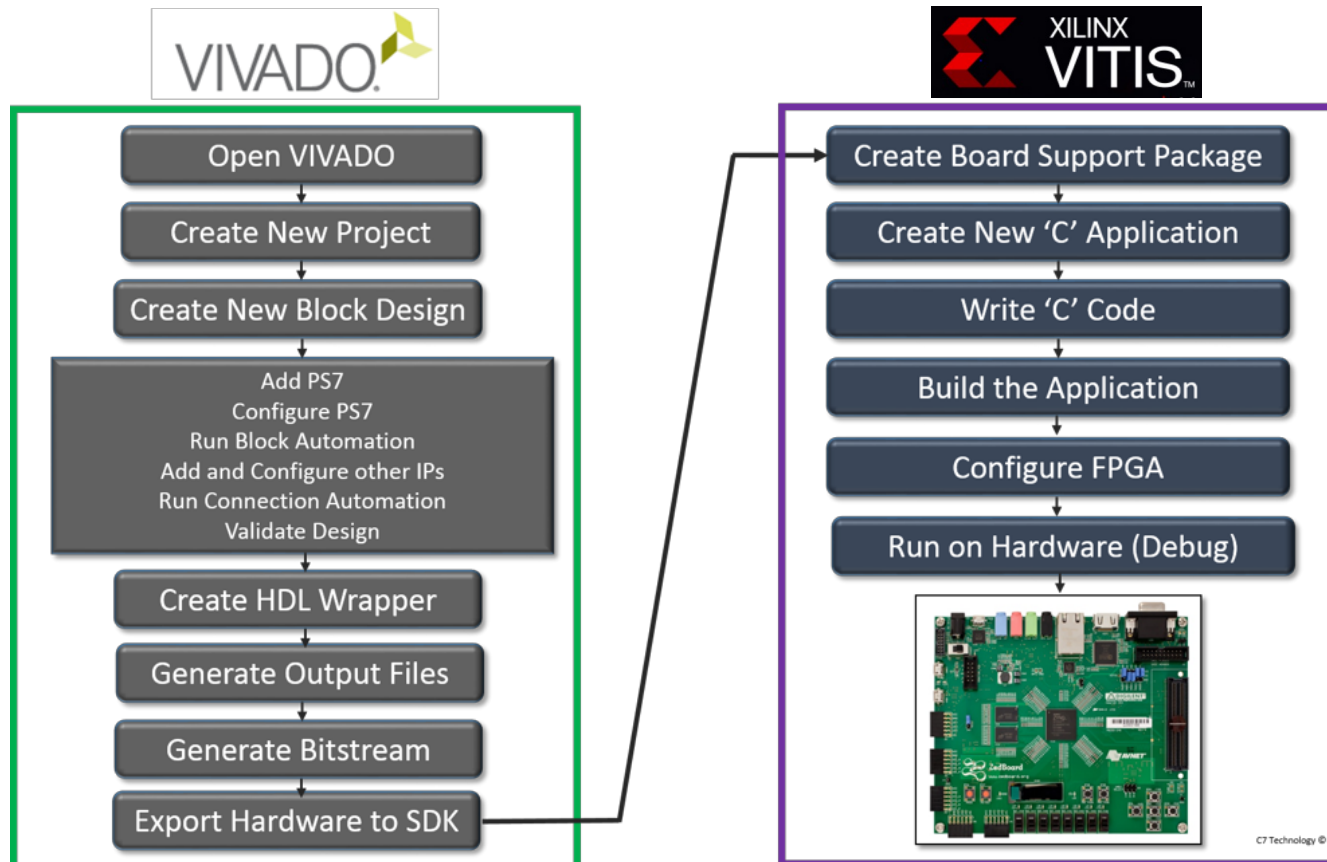 VIVADO.
Open VIVADO
Create New Project
Create New Block Design
Add PS7
Configure PS7
Run Block Automation
Add and Configure other IPs
Run Connection Automation
Validate Design
Create HDL Wrapper
Generate Output Files
Generate Bitstream
Export Hardware to SDK
XILINX
VITIS™
Create Board Support Package
Create New ‘C’ Application
Write ‘C’ Code
Build the Application
Configure FPGA
Run on Hardware (Debug)
DIGILENT
AVNET
ZedBoard
C7 Technology ©